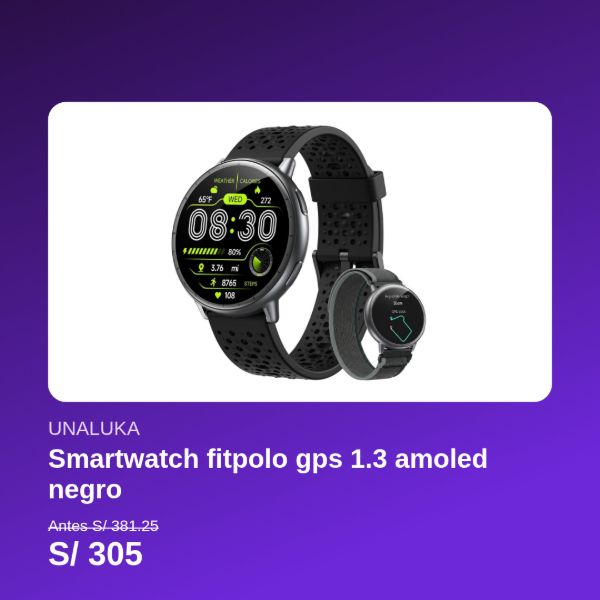 WEATHER CALORIES
65°F WED 272
08:30
80%
3.76 mi
8765 STEPS
108
UNALUKA
Smartwatch fitpolo gps 1.3 amoled
negro
Antes S/ 381.25
S/ 305